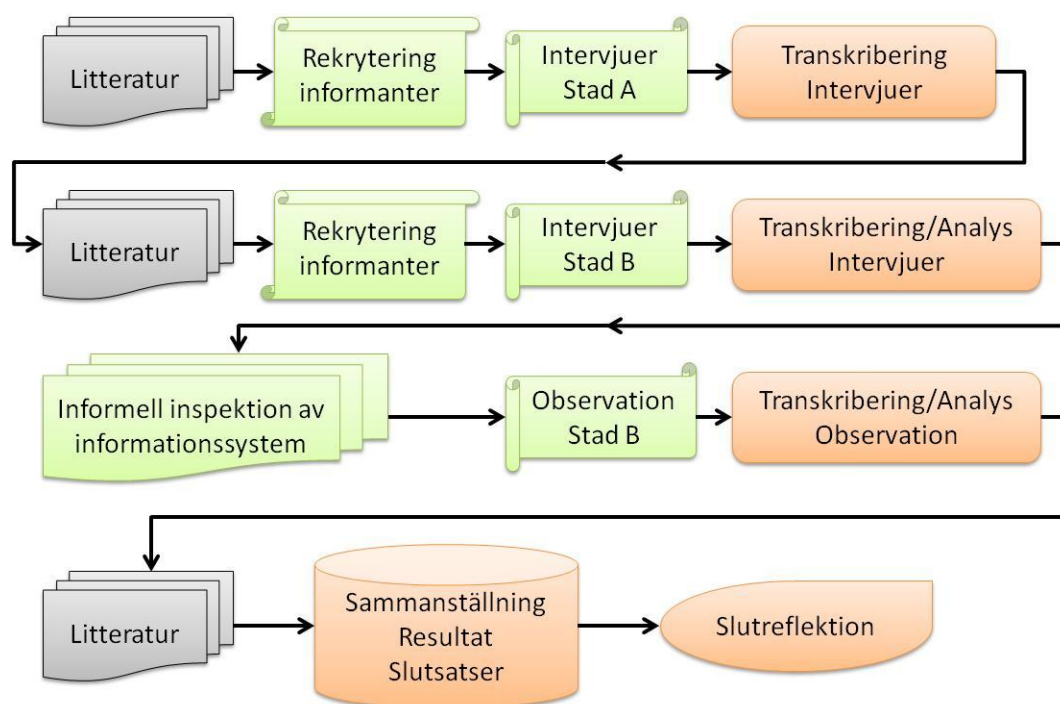 Litteratur
Rekrytering
informanter
Intervjuer
Stad A
Transkribering
Intervjuer
Litteratur
Rekrytering
informanter
Intervjuer
Stad B
Transkribering/Analys
Intervjuer
Informell inspektion av
informationssystem
Observation
Stad B
Transkribering/Analys
Observation
Litteratur
Sammanställning
Resultat
Slutsatser
Slutreflektion